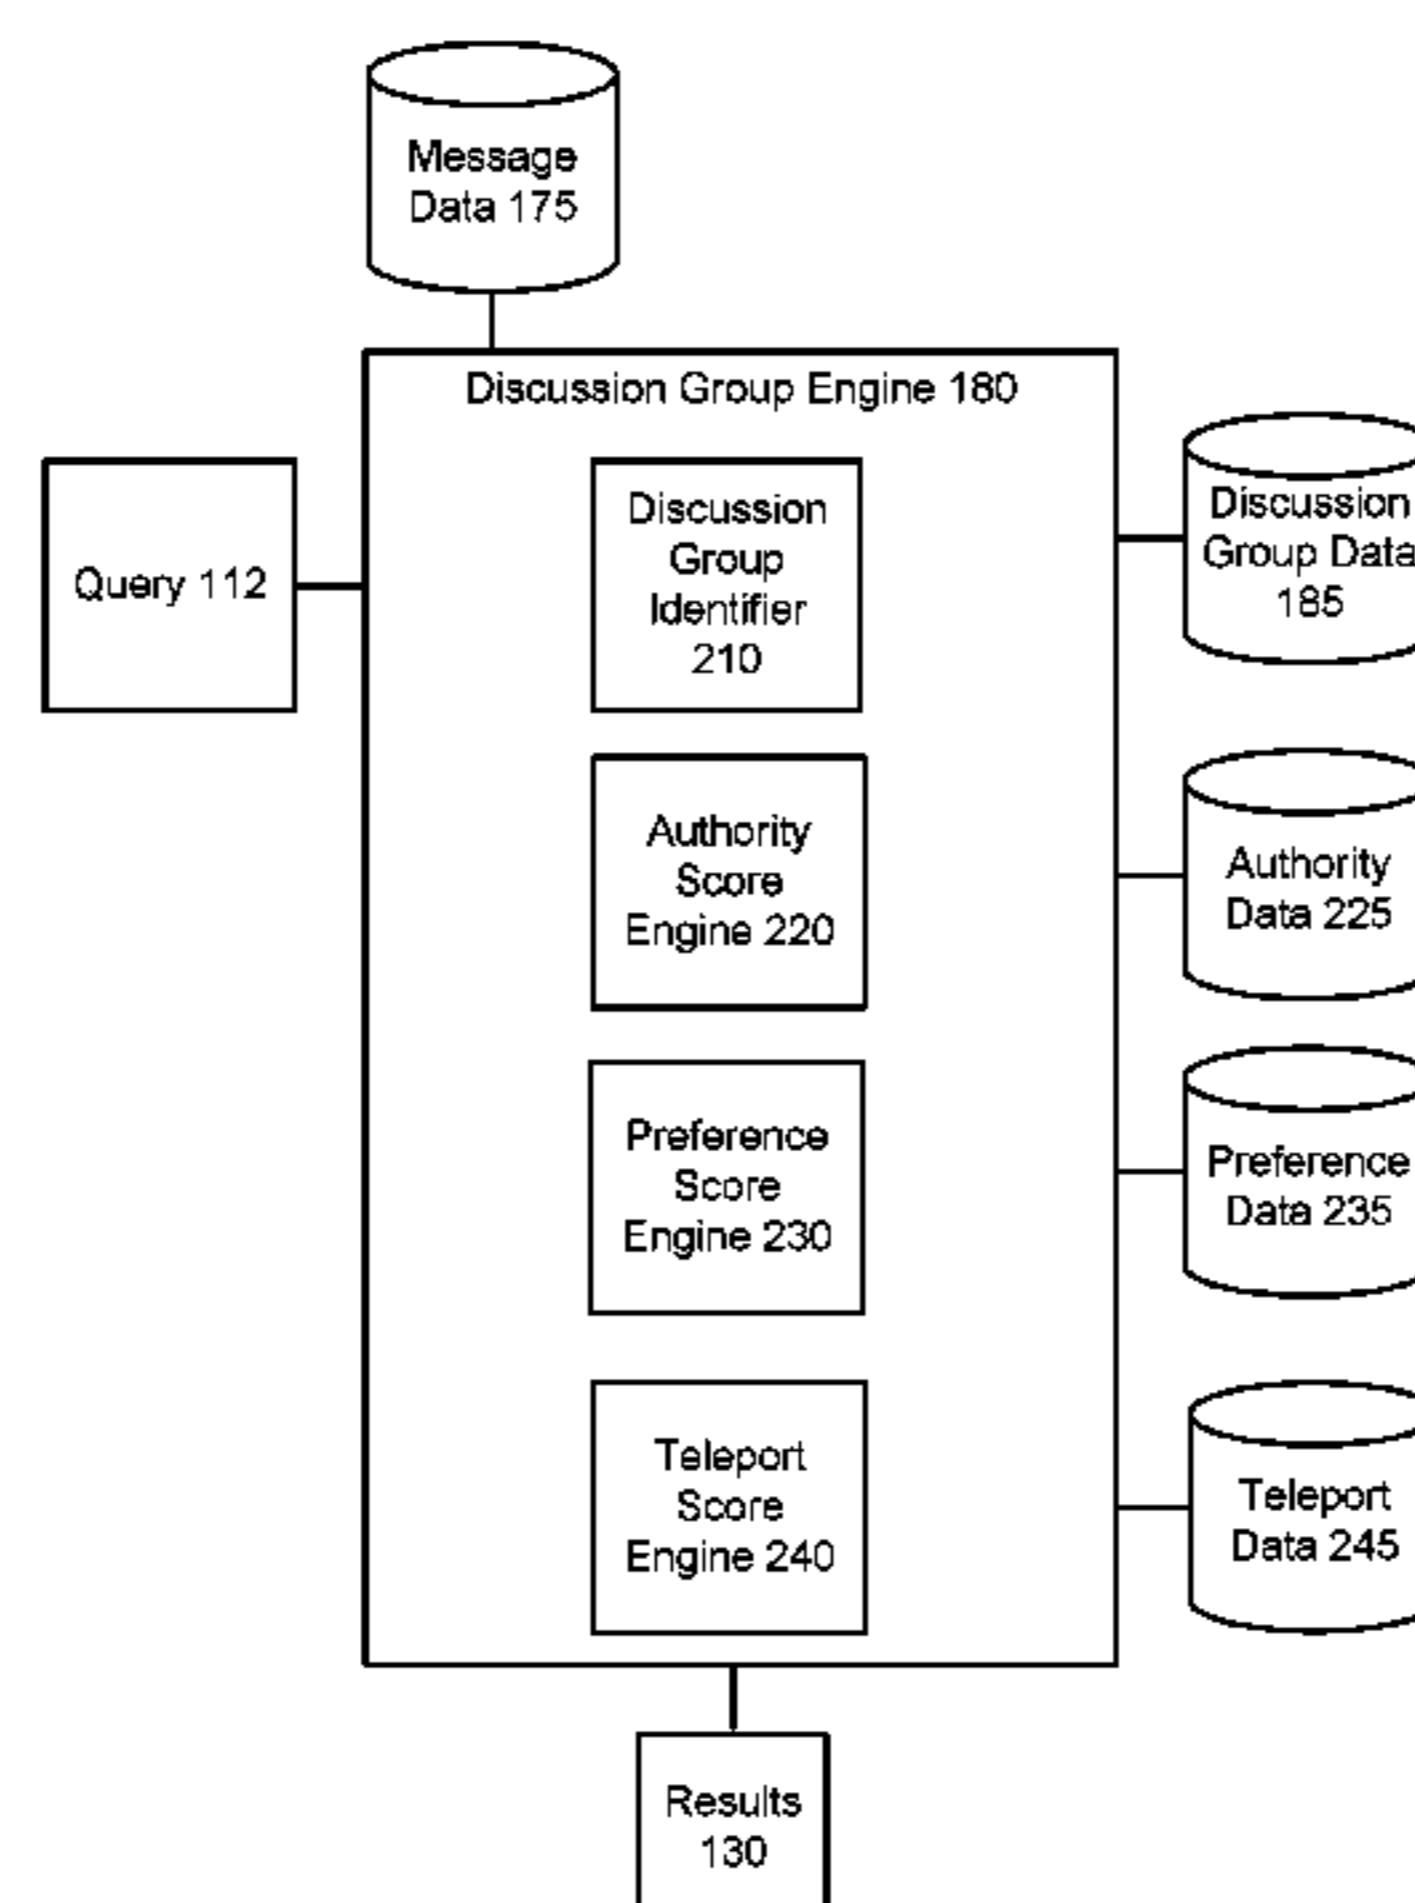 Message
Data 175
Discussion Group Engine 180
Query 112
Discussion
Group
Identifier
210
Discussion
Group Data
185
Authority
Score
Engine 220
Authority
Data 225
Preference
Score
Engine 230
Preference
Data 235
Teleport
Score
Engine 240
Teleport
Data 245
Results
130